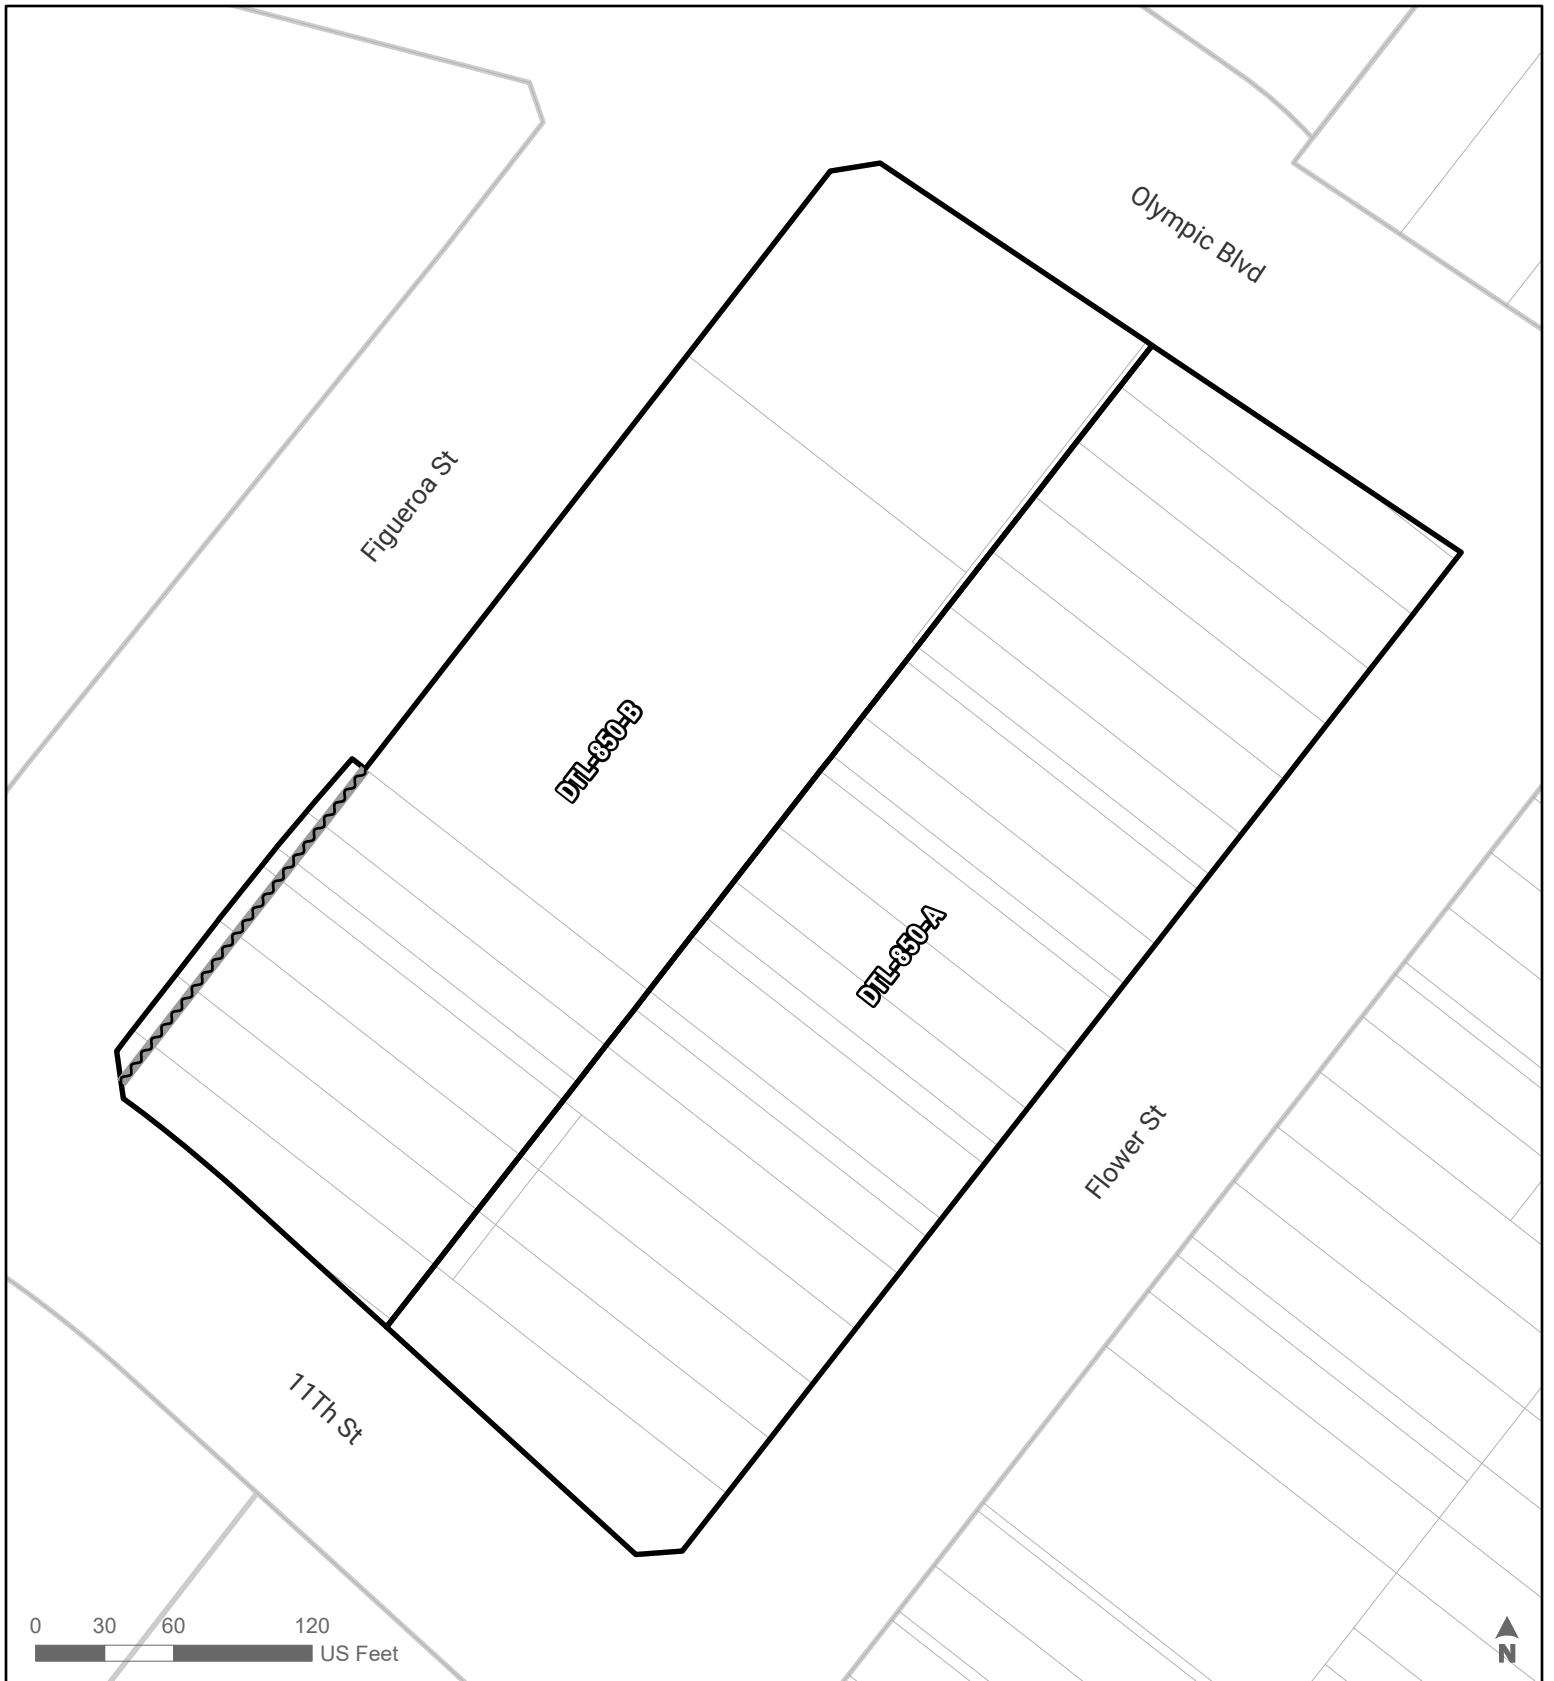 Olympic Blvd
Figueroa St
DTL-850-B
DTL-850-A
Flower St
11Th St
0 30 60 120
US Feet
N